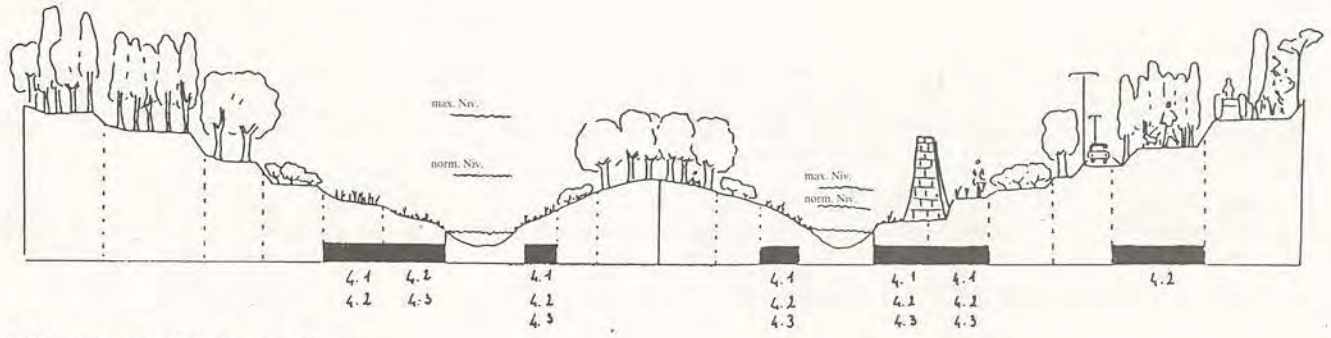 max. Niv.
norm. Niv.
max. Niv.
norm. Niv.
4.1 4.2 4.1 4.1 4.1 4.1 4.2
4.2 4.3 4.2 4.2 4.2 4.2
4.3 4.3 4.3 4.3